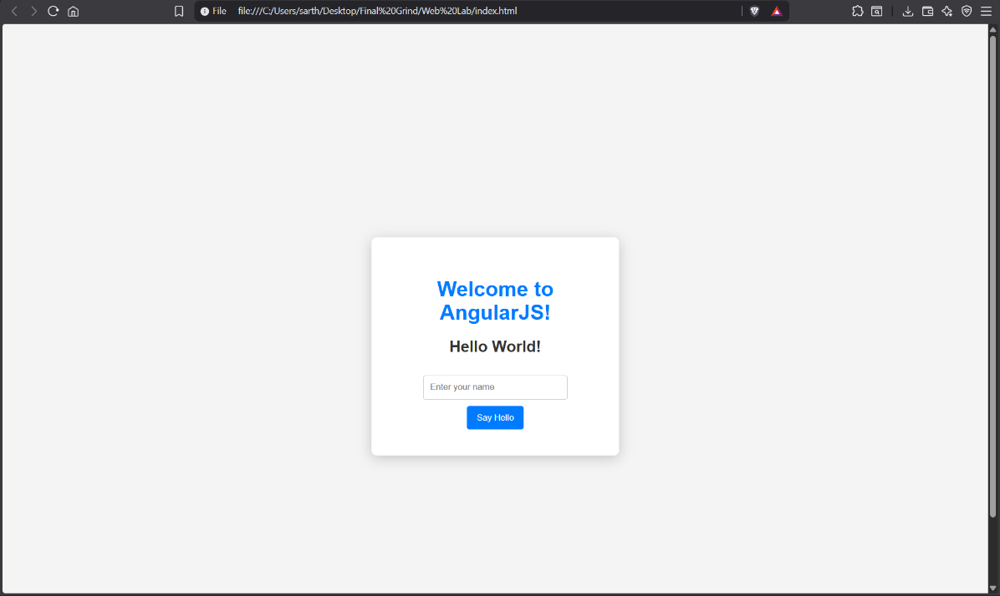 File file:///C:/Users/sarth/Desktop/Final%20Grind/Web%20Lab/index.html
Welcome to
AngularJS!
Hello World!
Enter your name
Say Hello